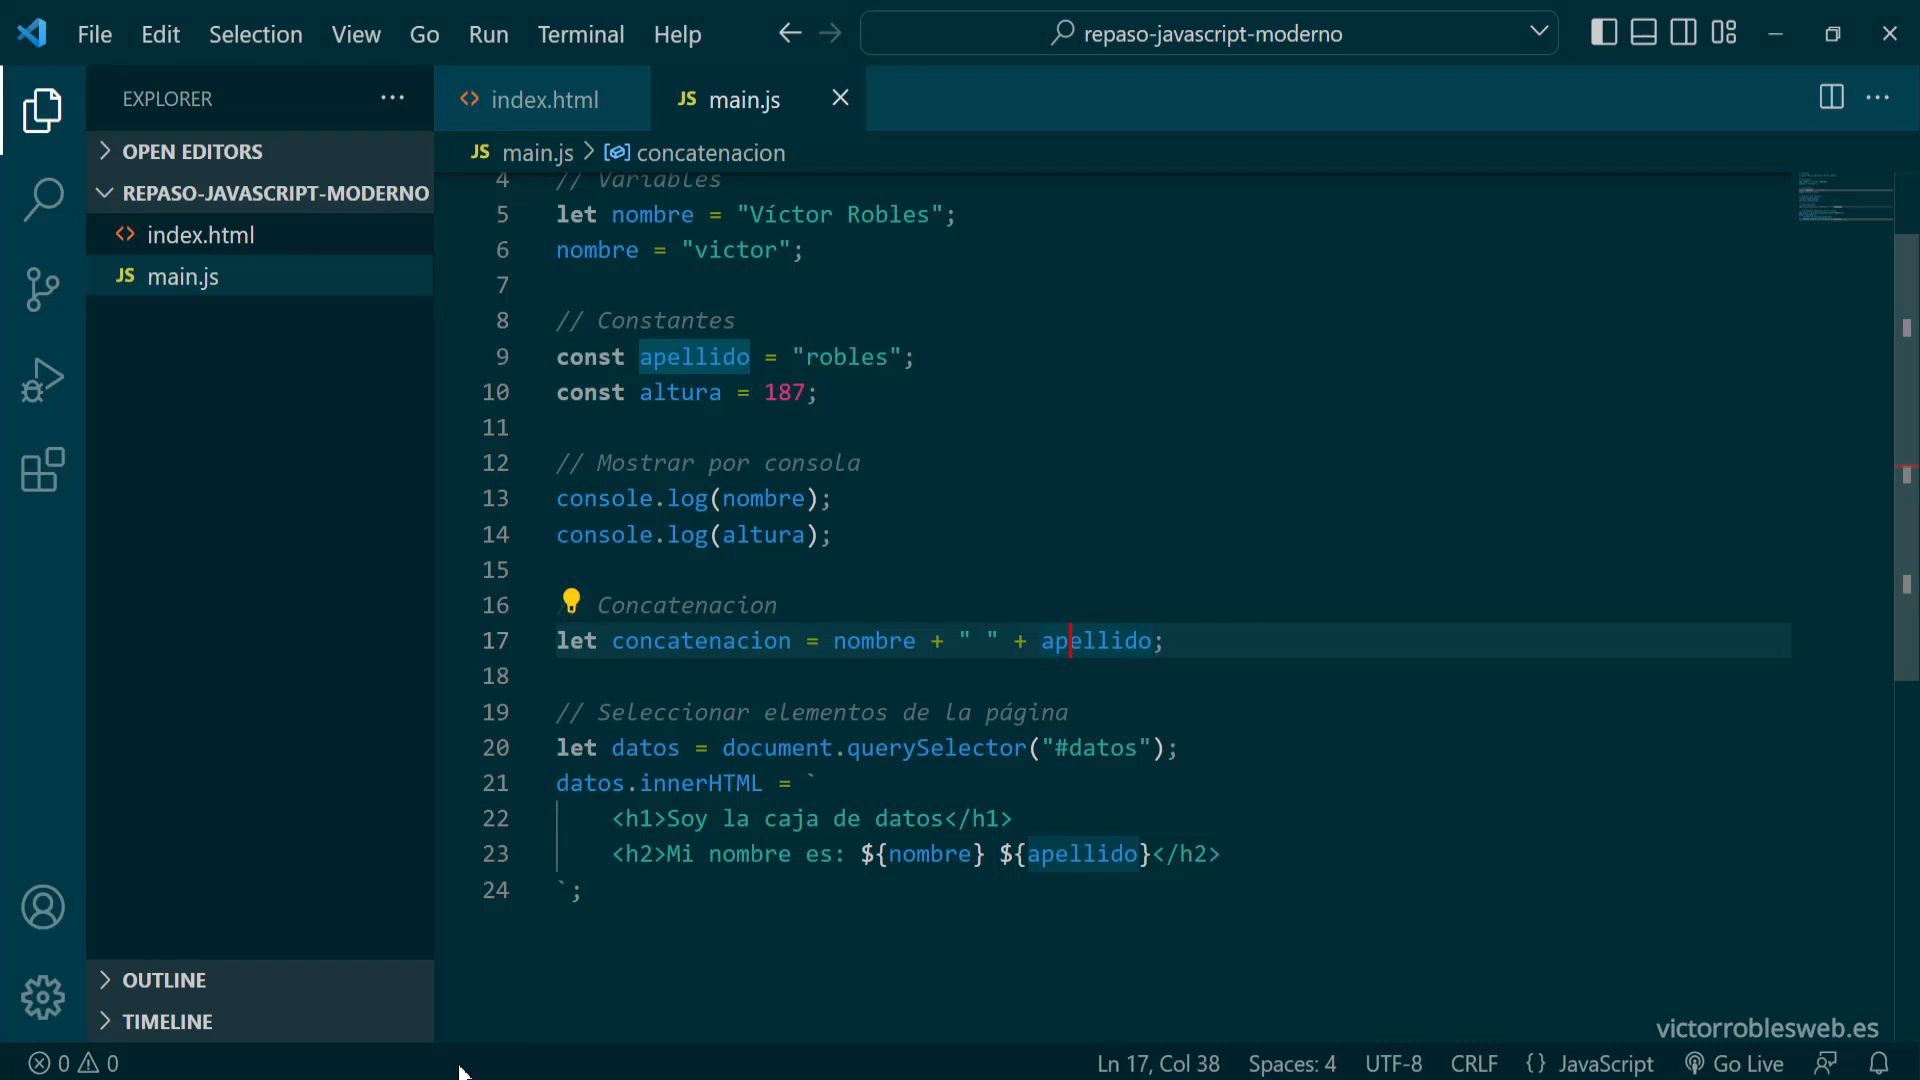 File Edit Selection View Go Run Terminal Help repaso-javascript-moderno
EXPLORER
index.html
JS main.js
OPEN EDITORS
REPASO-JAVASCRIPT-MODERNO
index.html
JS main.js
OUTLINE
TIMELINE
JS main.js > concatenacion
4 // Variables
5 let nombre = "Víctor Robles";
6 nombre = "victor";
7
8 // Constantes
9 const apellido = "robles";
10 const altura = 187;
11
12 // Mostrar por consola
13 console.log(nombre);
14 console.log(altura);
15
16 / Concatenacion
17 let concatenacion = nombre + " " + apellido;
18
19 // Seleccionar elementos de la página
20 let datos = document.querySelector("#datos");
21 datos.innerHTML = `
22 <h1>Soy la caja de datos</h1>
23 <h2>Mi nombre es: ${nombre} ${apellido}</h2>
24 `;
victorroblesweb.es
0 0 Ln 17, Col 38 Spaces: 4 UTF-8 CRLF {} JavaScript Go Live